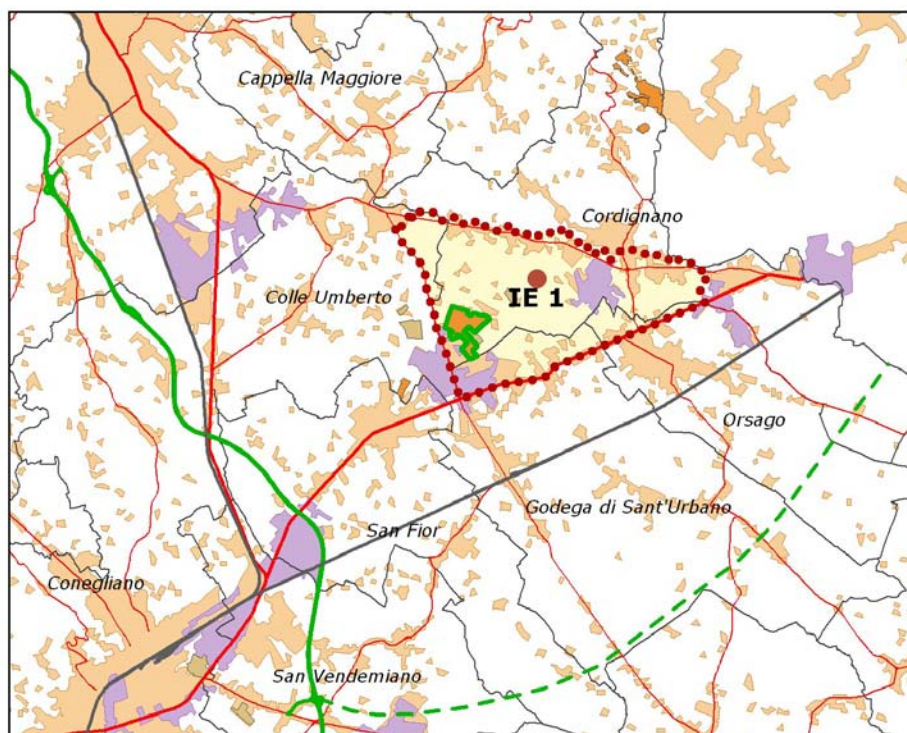 Cappella Maggiore
Cordignano
Colle Umberto
IE 1
Orsago
Godega di Sant'Urbano
San Fior
Conegliano
San Vendemiano